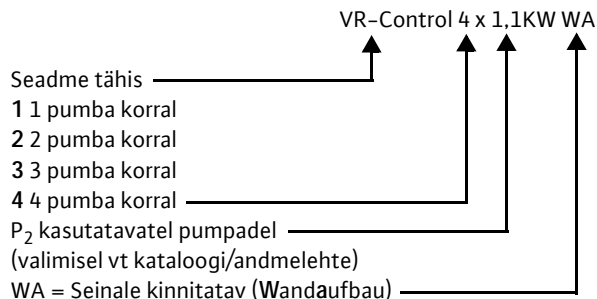 VR-Control 4 x 1,1KW WA
Seadme tähis
1 1 pumba korral
2 2 pumba korral
3 3 pumba korral
4 4 pumba korral
P2 kasutatavatel pumpadel
(valimisel vt kataloogi/andmelehte)
WA = Seinale kinnitatav (Wandaufbau)